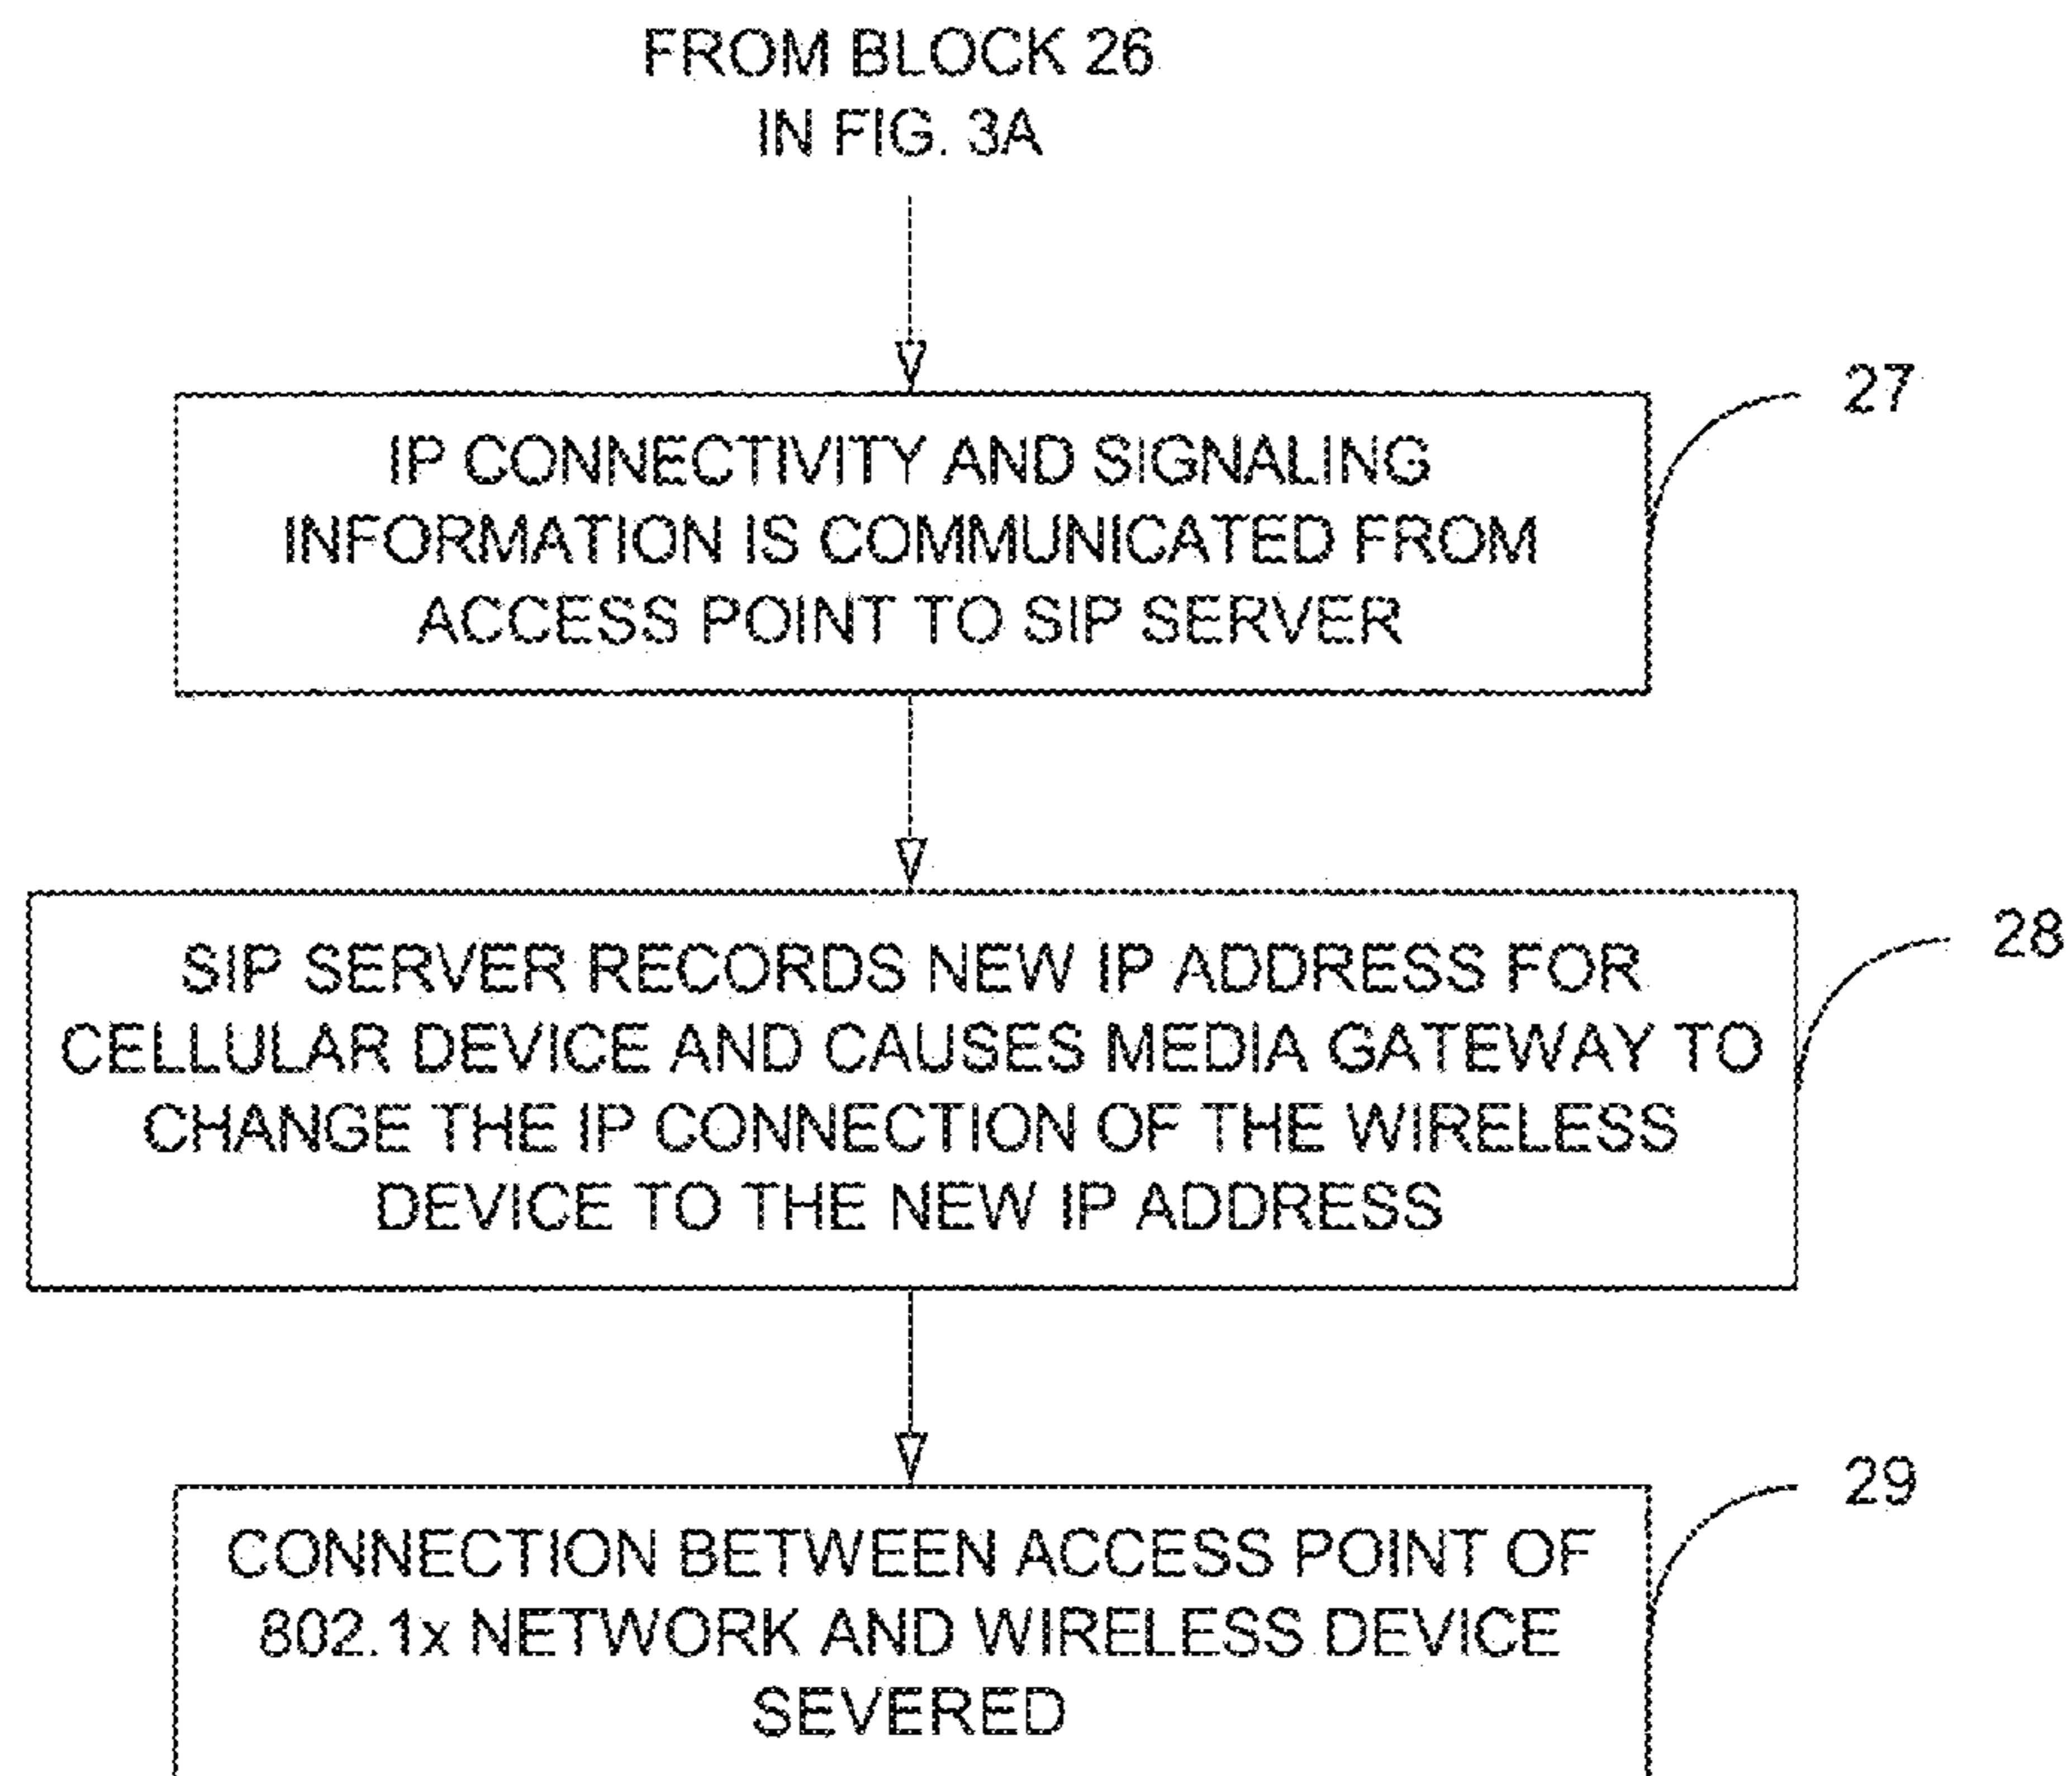 FROM BLOCK 26
IN FIG. 3A
27
IP CONNECTIVITY AND SIGNALING
INFORMATION IS COMMUNICATED FROM
ACCESS POINT TO SIP SERVER
28
SIP SERVER RECORDS NEW IP ADDRESS FOR
CELLULAR DEVICE AND CAUSES MEDIA GATEWAY TO
CHANGE THE IP CONNECTION OF THE WIRELESS
DEVICE TO THE NEW IP ADDRESS
29
CONNECTION BETWEEN ACCESS POINT OF
802.1x NETWORK AND WIRELESS DEVICE
SEVERED